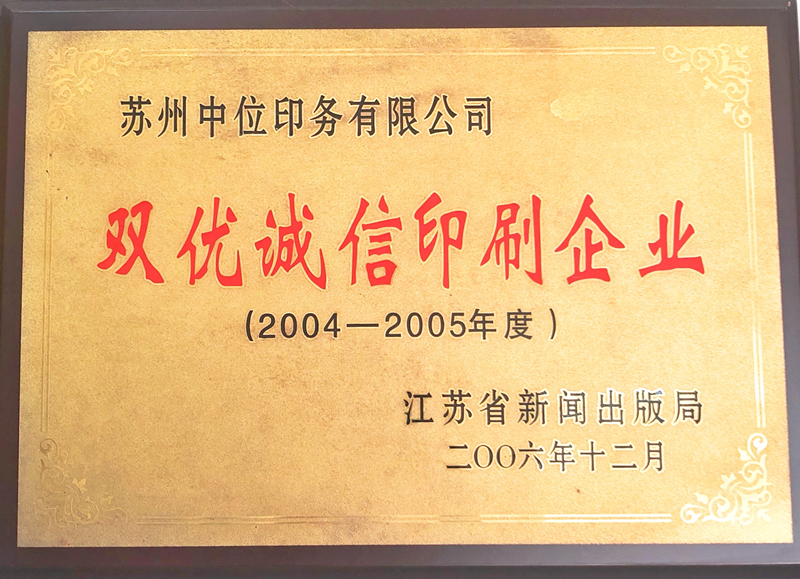 苏州中位印务有限公司
双优诚信印刷企业
(2004—2005年度)
江苏省新闻出版局
二OO六年十二月